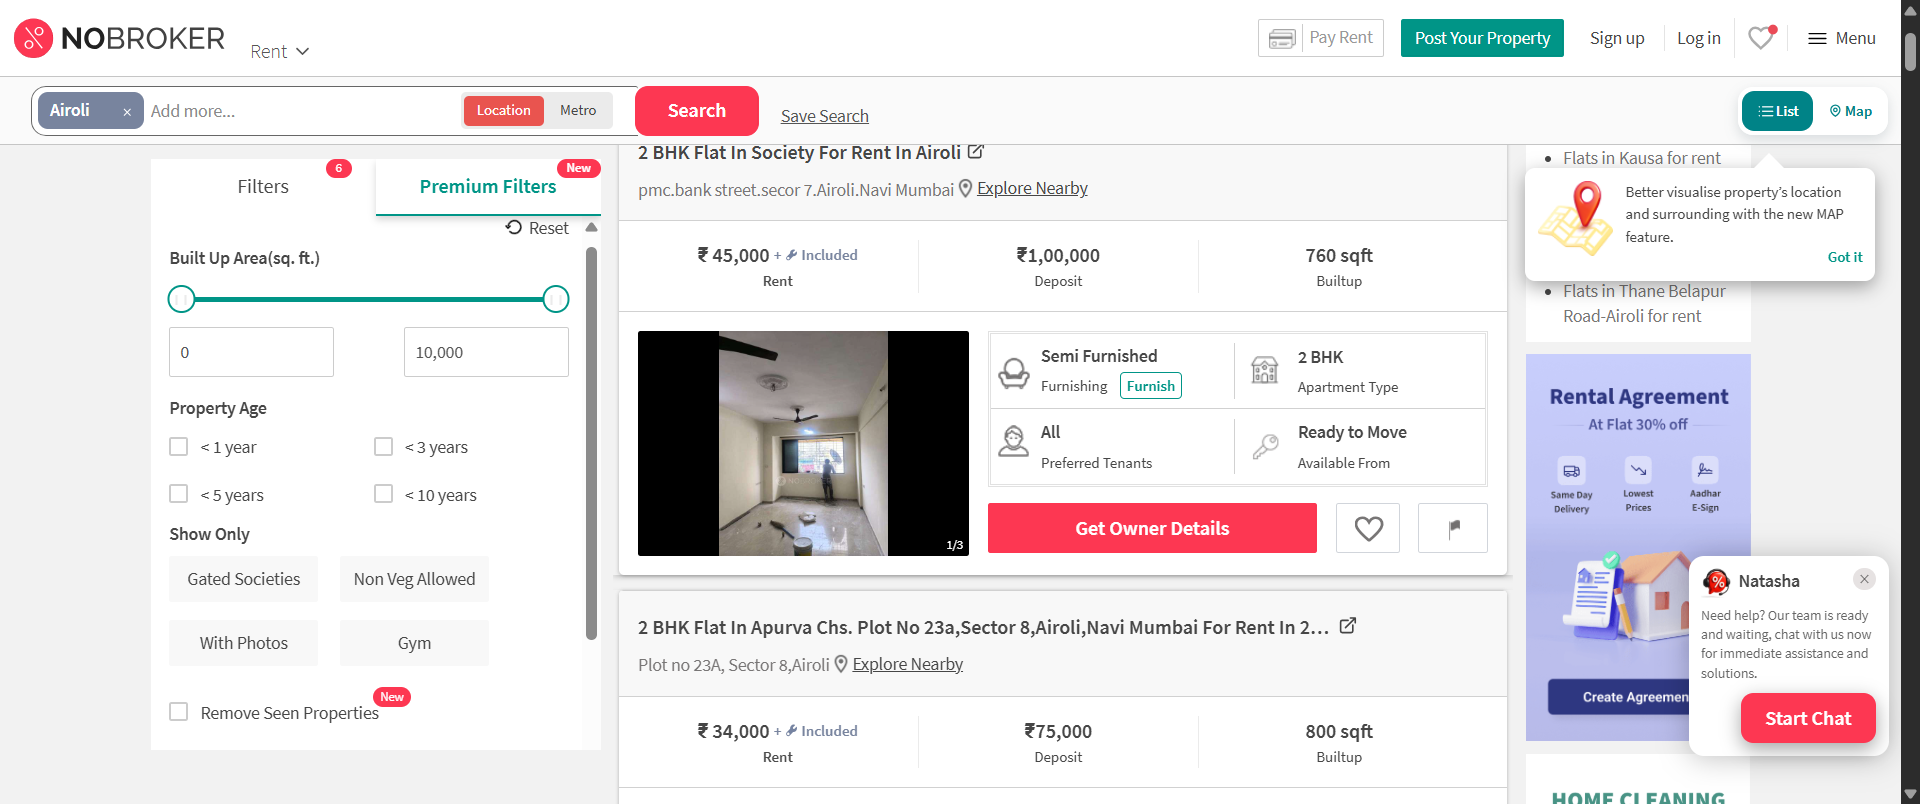 NOBROKER
Rent
Pay Rent
Post Your Property
Sign up
Log in
Menu
Airoli ×
Add more...
Location
Metro
Search
Save Search
List
Map
Filters
6
Premium Filters
New
Reset
Built Up Area(sq. ft.)
0
10,000
Property Age
< 1 year
< 3 years
< 5 years
< 10 years
Show Only
Gated Societies
Non Veg Allowed
With Photos
Gym
Remove Seen Properties
New
2 BHK Flat In Society For Rent In Airoli
pmc.bank street.secor 7.Airoli.Navi Mumbai
Explore Nearby
₹ 45,000 + Included
Rent
₹1,00,000
Deposit
760 sqft
Builtup
1/3
Semi Furnished
Furnishing
Furnish
2 BHK
Apartment Type
All
Preferred Tenants
Ready to Move
Available From
Get Owner Details
2 BHK Flat In Apurva Chs. Plot No 23a,Sector 8,Airoli,Navi Mumbai For Rent In 2...
Plot no 23A, Sector 8,Airoli
Explore Nearby
₹ 34,000 + Included
Rent
₹75,000
Deposit
800 sqft
Builtup
Flats in Kausa for rent
Better visualise property's location
and surrounding with the new MAP
feature.
Got it
Flats in Thane Belapur
Road-Airoli for rent
Rental Agreement
At Flat 30% off
Same Day
Delivery
Lowest
Prices
Aadhar
E-Sign
Create Agreemen
Natasha
Need help? Our team is ready
and waiting, chat with us now
for immediate assistance and
solutions.
Start Chat
HOME CLEANING